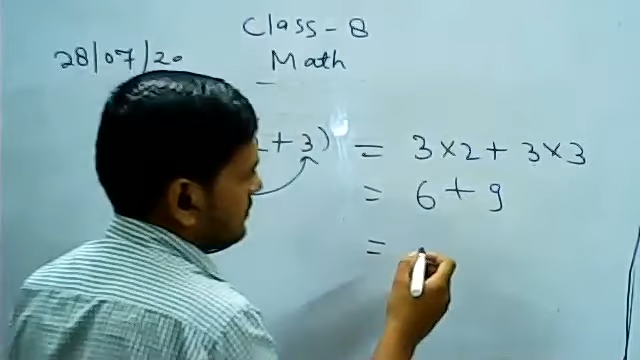 Class - 8
28/07/20
Math
+ 3) = 3×2 + 3×3
= 6 + 9
=